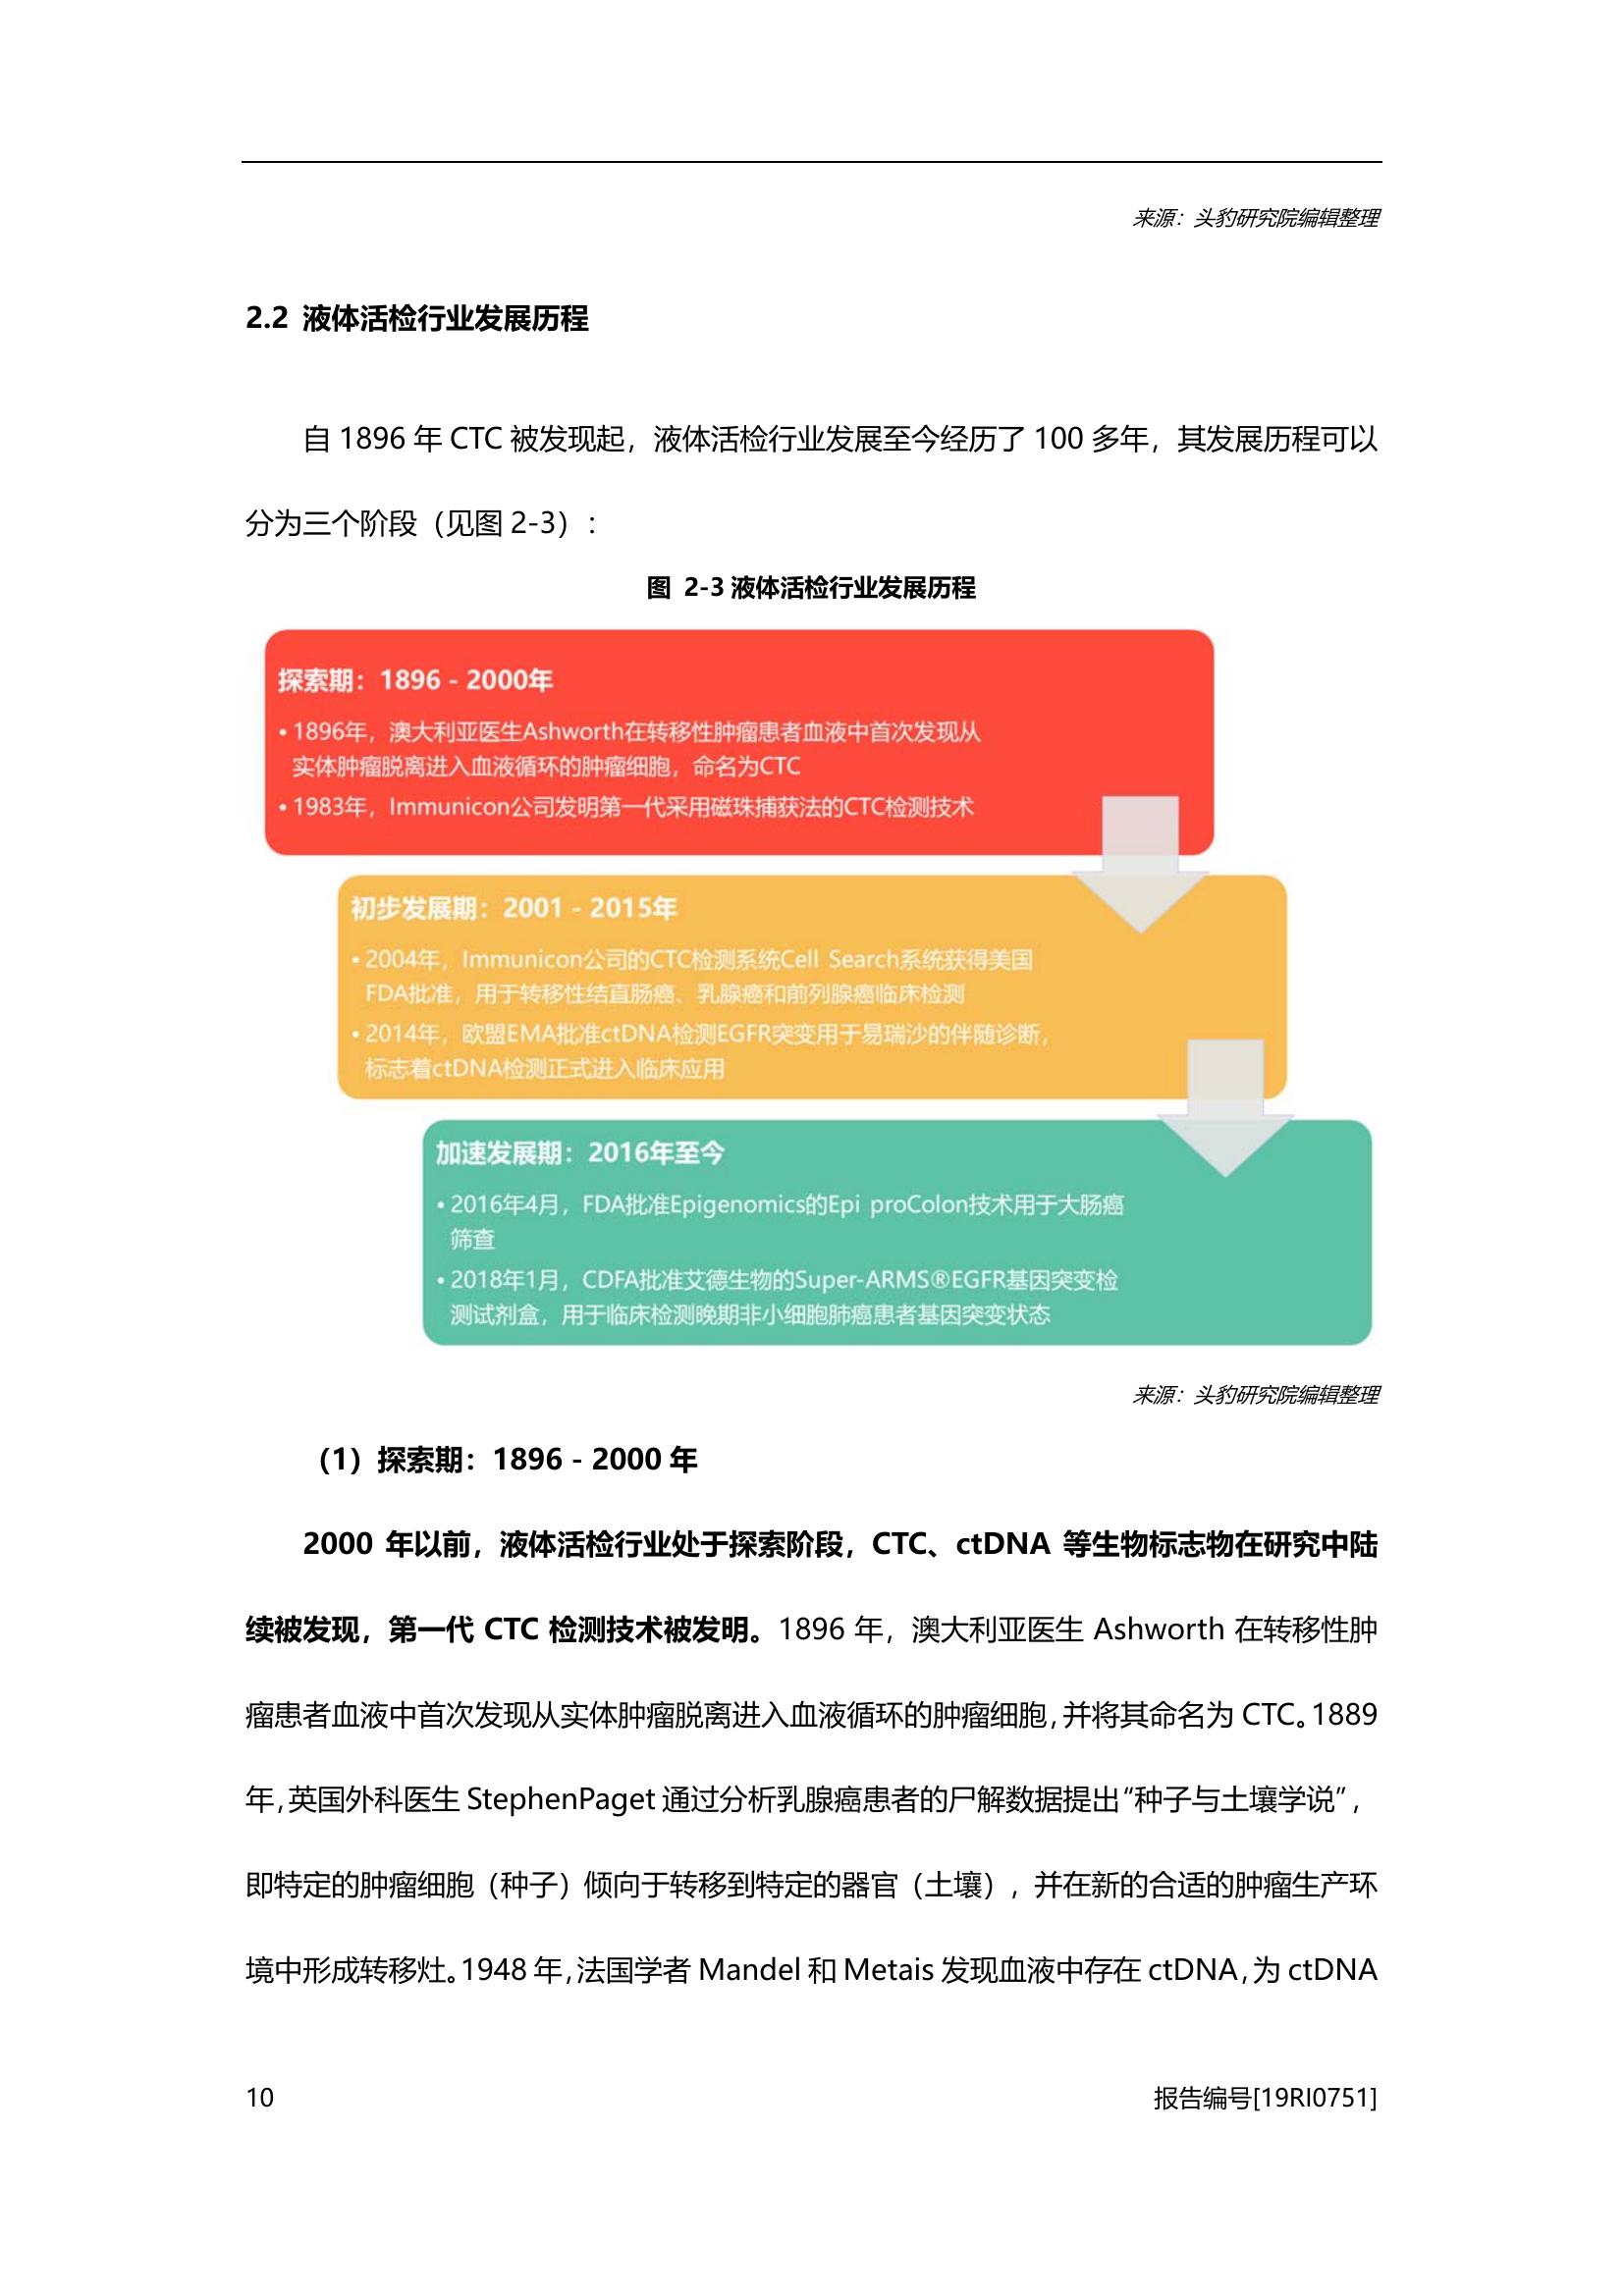 来源：头豹研究院编辑整理
2.2 液体活检行业发展历程
自 1896 年 CTC 被发现起，液体活检行业发展至今经历了 100 多年，其发展历程可以
分为三个阶段（见图 2-3）：
图 2-3 液体活检行业发展历程
探索期：1896 - 2000年
• 1896年，澳大利亚医生Ashworth在转移性肿瘤患者血液中首次发现从
实体肿瘤脱离进入血液循环的肿瘤细胞，命名为CTC
• 1983年，Immunicon公司发明第一代采用磁珠捕获法的CTC检测技术
初步发展期：2001 - 2015年
• 2004年，Immunicon公司的CTC检测系统Cell Search系统获得美国
FDA批准，用于转移性结直肠癌、乳腺癌和前列腺癌临床检测
• 2014年，欧盟EMA批准ctDNA检测EGFR突变用于易瑞沙的伴随诊断，
标志着ctDNA检测正式进入临床应用
加速发展期：2016年至今
• 2016年4月，FDA批准Epigenomics的Epi proColon技术用于大肠癌
筛查
• 2018年1月，CDFA批准艾德生物的Super-ARMS®EGFR基因突变检
测试剂盒，用于临床检测晚期非小细胞肺癌患者基因突变状态
来源：头豹研究院编辑整理
（1）探索期：1896 - 2000 年
2000 年以前，液体活检行业处于探索阶段，CTC、ctDNA 等生物标志物在研究中陆
续被发现，第一代 CTC 检测技术被发明。1896 年，澳大利亚医生 Ashworth 在转移性肿
瘤患者血液中首次发现从实体肿瘤脱离进入血液循环的肿瘤细胞，并将其命名为 CTC。1889
年，英国外科医生 StephenPaget 通过分析乳腺癌患者的尸解数据提出“种子与土壤学说”，
即特定的肿瘤细胞（种子）倾向于转移到特定的器官（土壤），并在新的合适的肿瘤生产环
境中形成转移灶。1948 年，法国学者 Mandel 和 Metais 发现血液中存在 ctDNA，为 ctDNA
10
报告编号[19RI0751]